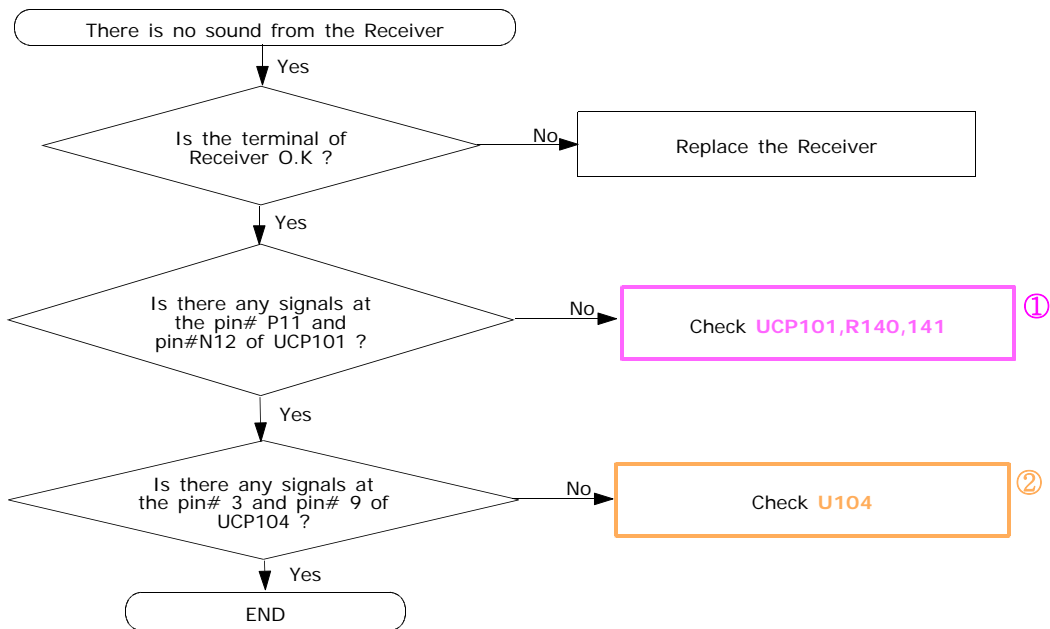 There is no sound from the Receiver
Yes
Is the terminal of
Receiver O.K ?
No
Replace the Receiver
Yes
Is there any signals at
the pin# P11 and
pin#N12 of UCP101 ?
No
Check UCP101,R140,141
①
Yes
Is there any signals at
the pin# 3 and pin# 9 of
UCP104 ?
No
Check U104
②
Yes
END